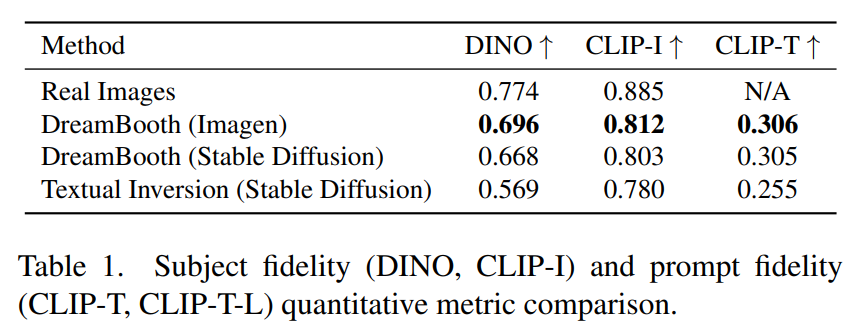 Method DINO ↑ CLIP-I ↑ CLIP-T ↑
Real Images 0.774 0.885 N/A
DreamBooth (Imagen) 0.696 0.812 0.306
DreamBooth (Stable Diffusion) 0.668 0.803 0.305
Textual Inversion (Stable Diffusion) 0.569 0.780 0.255
Table 1. Subject fidelity (DINO, CLIP-I) and prompt fidelity
(CLIP-T, CLIP-T-L) quantitative metric comparison.